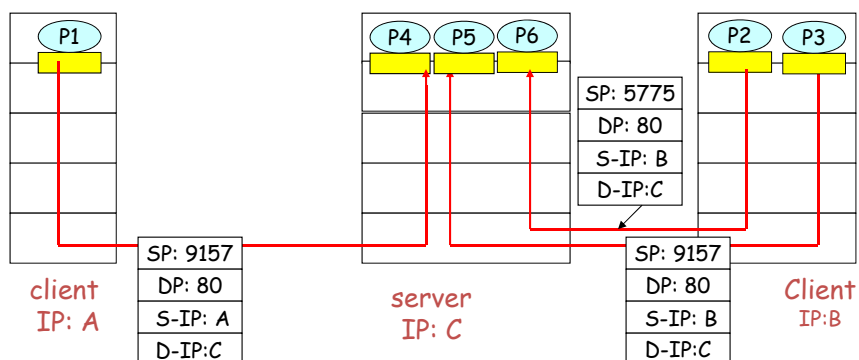 P1
P4
P5
P6
P2
P3
SP: 5775
DP: 80
S-IP: B
D-IP:C
SP: 9157
DP: 80
S-IP: A
D-IP:C
SP: 9157
DP: 80
S-IP: B
D-IP:C
client
IP: A
server
IP: C
Client
IP:B